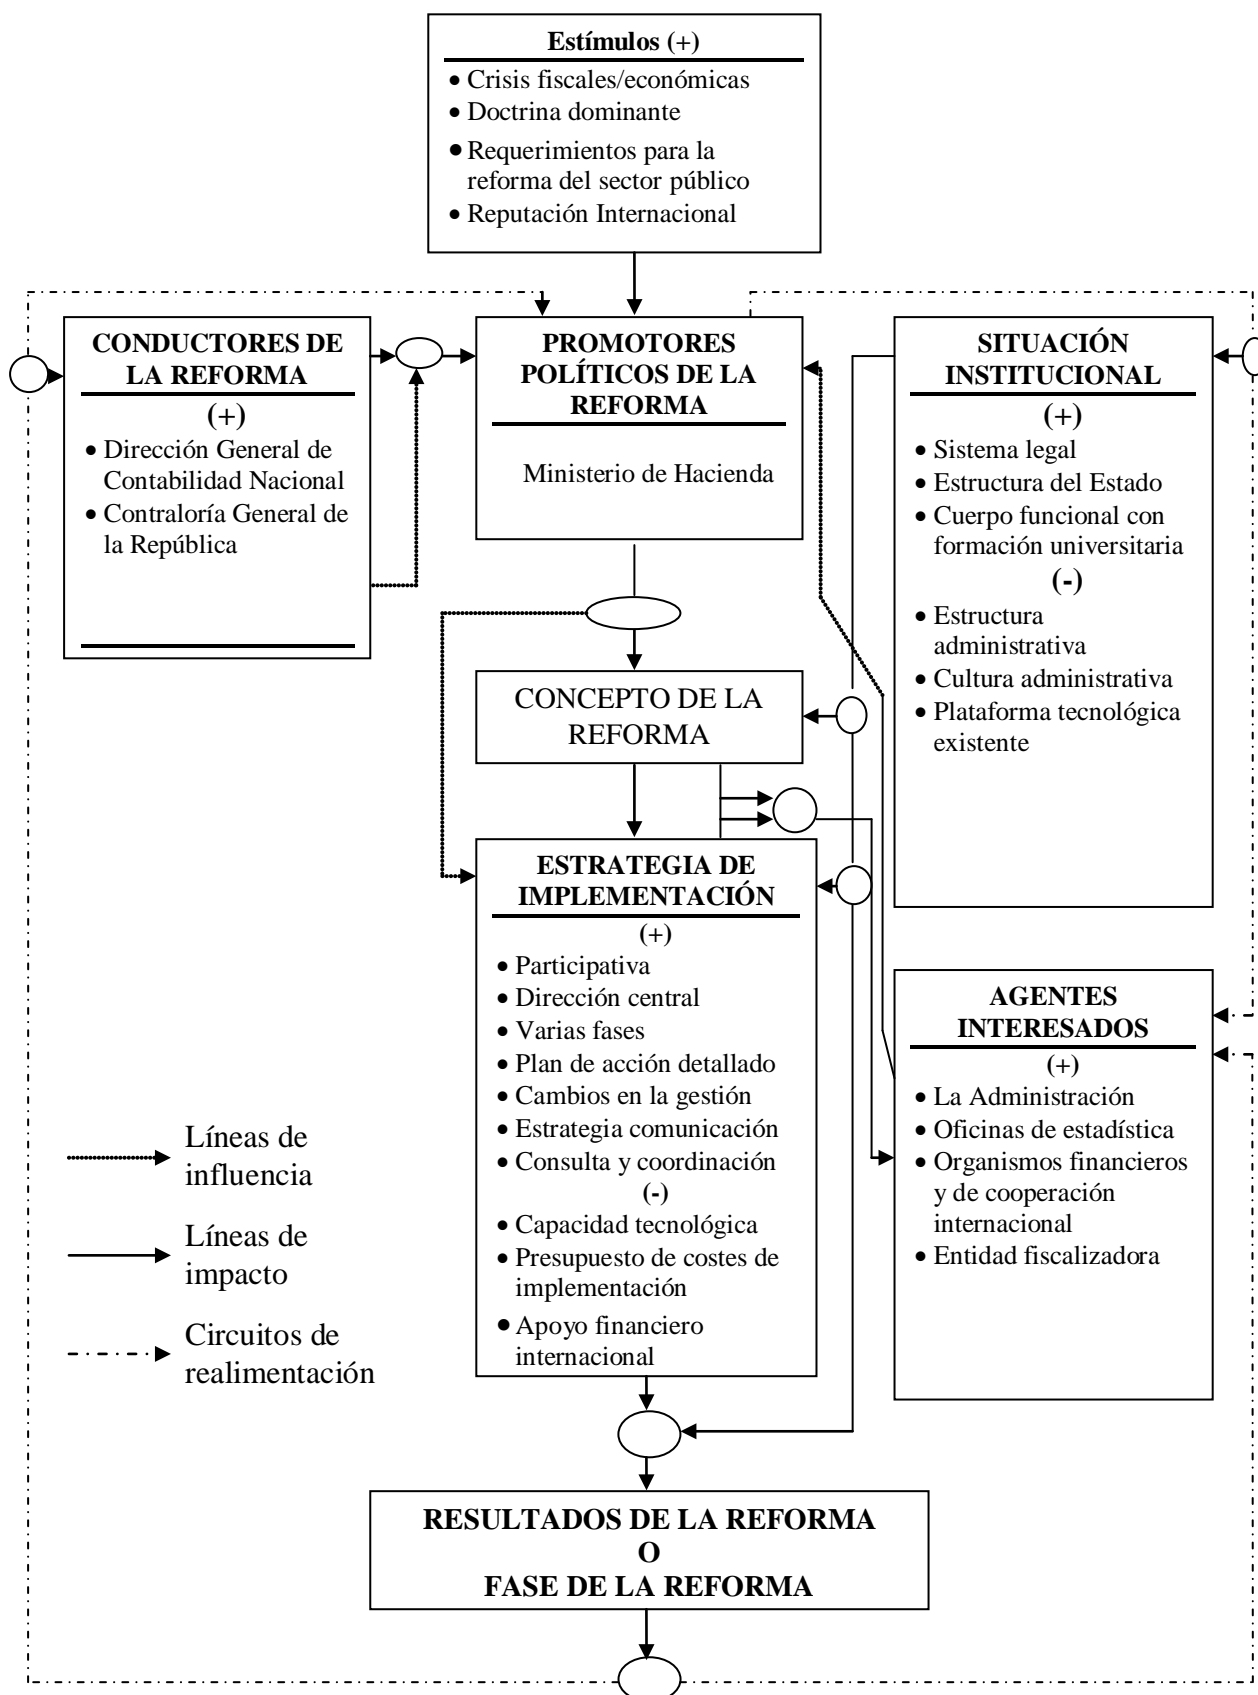 Estímulos (+)
• Crisis fiscales/económicas
• Doctrina dominante
• Requerimientos para la
reforma del sector público
• Reputación Internacional
CONDUCTORES DE
LA REFORMA
(+)
• Dirección General de
Contabilidad Nacional
• Contraloría General de
la República
PROMOTORES
POLÍTICOS DE LA
REFORMA
Ministerio de Hacienda
SITUACIÓN
INSTITUCIONAL
(+)
• Sistema legal
• Estructura del Estado
• Cuerpo funcional con
formación universitaria
(-)
• Estructura
administrativa
• Cultura administrativa
• Plataforma tecnológica
existente
CONCEPTO DE LA
REFORMA
ESTRATEGIA DE
IMPLEMENTACIÓN
(+)
• Participativa
• Dirección central
• Varias fases
• Plan de acción detallado
• Cambios en la gestión
• Estrategia comunicación
• Consulta y coordinación
(-)
• Capacidad tecnológica
• Presupuesto de costes de
implementación
• Apoyo financiero
internacional
AGENTES
INTERESADOS
(+)
• La Administración
• Oficinas de estadística
• Organismos financieros
y de cooperación
internacional
• Entidad fiscalizadora
Líneas de
influencia
Líneas de
impacto
Circuitos de
realimentación
RESULTADOS DE LA REFORMA
O
FASE DE LA REFORMA